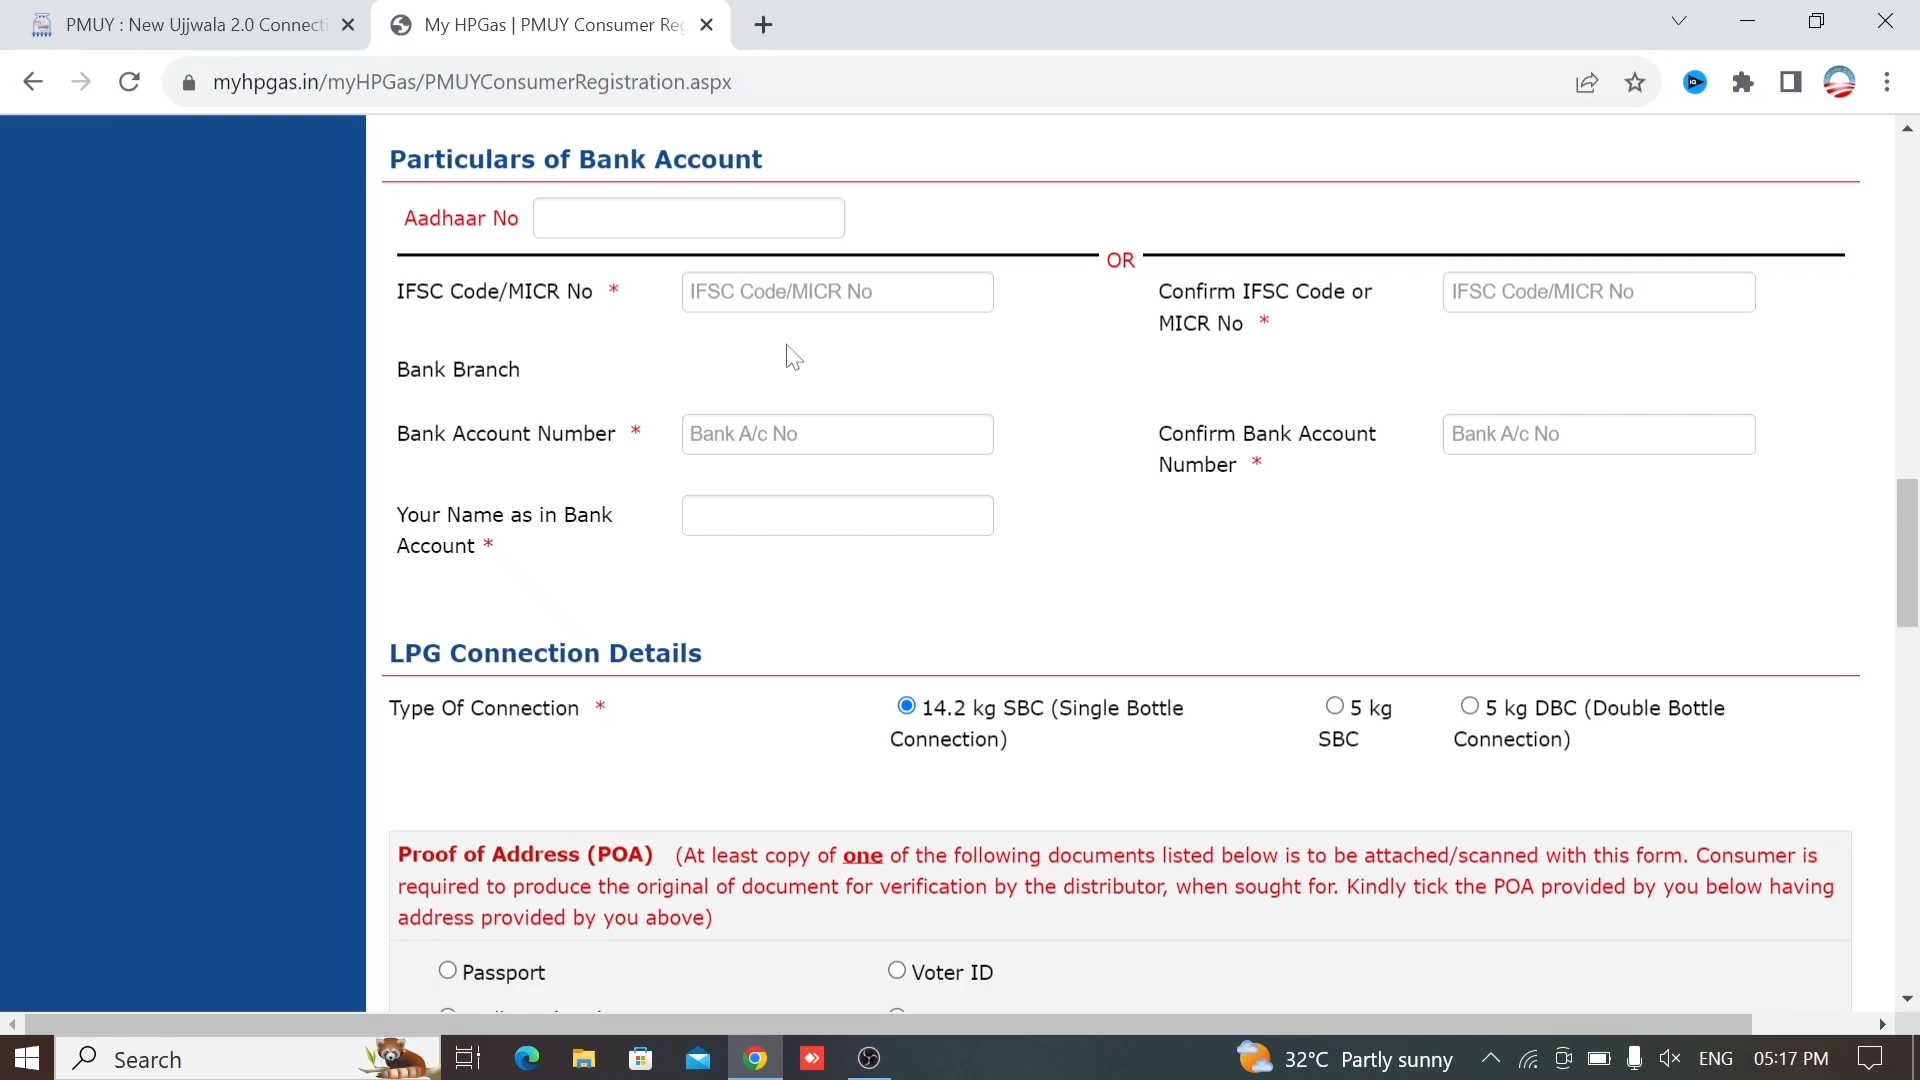 PMUY : New Ujjwala 2.0 Connecti
My HPGas | PMUY Consumer Reg
myhpgas.in/myHPGas/PMUYConsumerRegistration.aspx
Particulars of Bank Account
Aadhaar No
OR
IFSC Code/MICR No *
IFSC Code/MICR No
Confirm IFSC Code or
MICR No *
IFSC Code/MICR No
Bank Branch
Bank Account Number *
Bank A/c No
Confirm Bank Account
Number *
Bank A/c No
Your Name as in Bank
Account *
LPG Connection Details
Type Of Connection *
14.2 kg SBC (Single Bottle
Connection)
5 kg
SBC
5 kg DBC (Double Bottle
Connection)
Proof of Address (POA) (At least copy of one of the following documents listed below is to be attached/scanned with this form. Consumer is
required to produce the original of document for verification by the distributor, when sought for. Kindly tick the POA provided by you below having
address provided by you above)
Passport
Voter ID
Search
32°C Partly sunny
ENG
05:17 PM